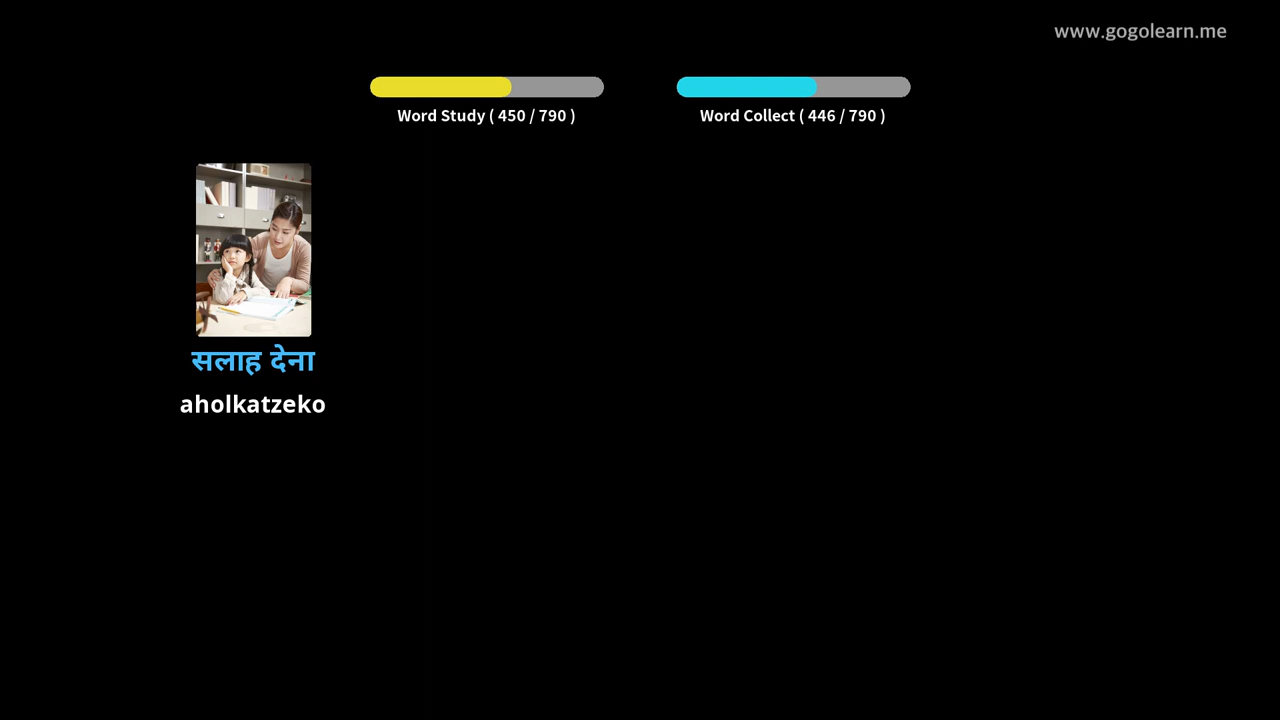 www.gogolearn.me
Word Study ( 450 / 790 )
Word Collect ( 446 / 790 )
सलाह देना
aholkatzeko